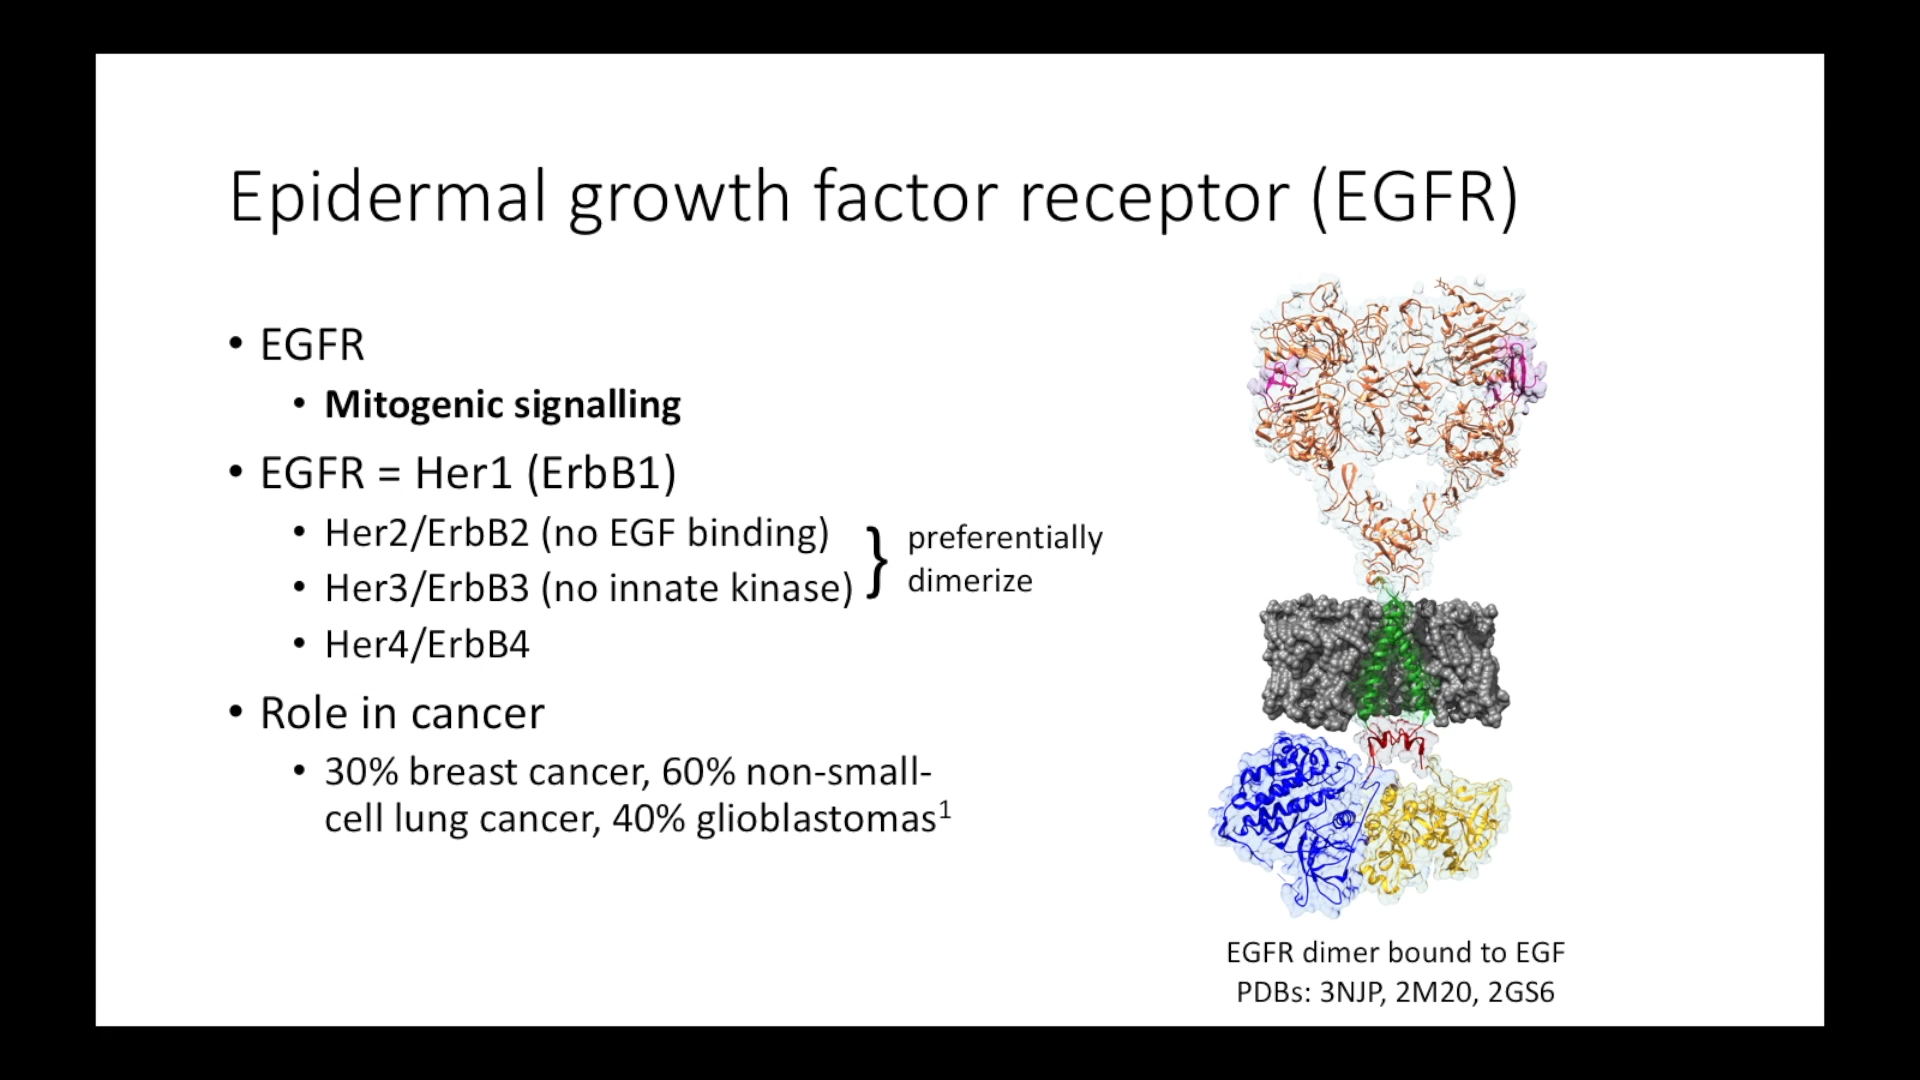 Epidermal growth factor receptor (EGFR)
• EGFR
• Mitogenic signalling
• EGFR = Her1 (ErbB1)
• Her2/ErbB2 (no EGF binding)
• Her3/ErbB3 (no innate kinase)
} preferentially
dimerize
• Her4/ErbB4
• Role in cancer
• 30% breast cancer, 60% non-small-
cell lung cancer, 40% glioblastomas¹
EGFR dimer bound to EGF
PDBs: 3NJP, 2M20, 2GS6